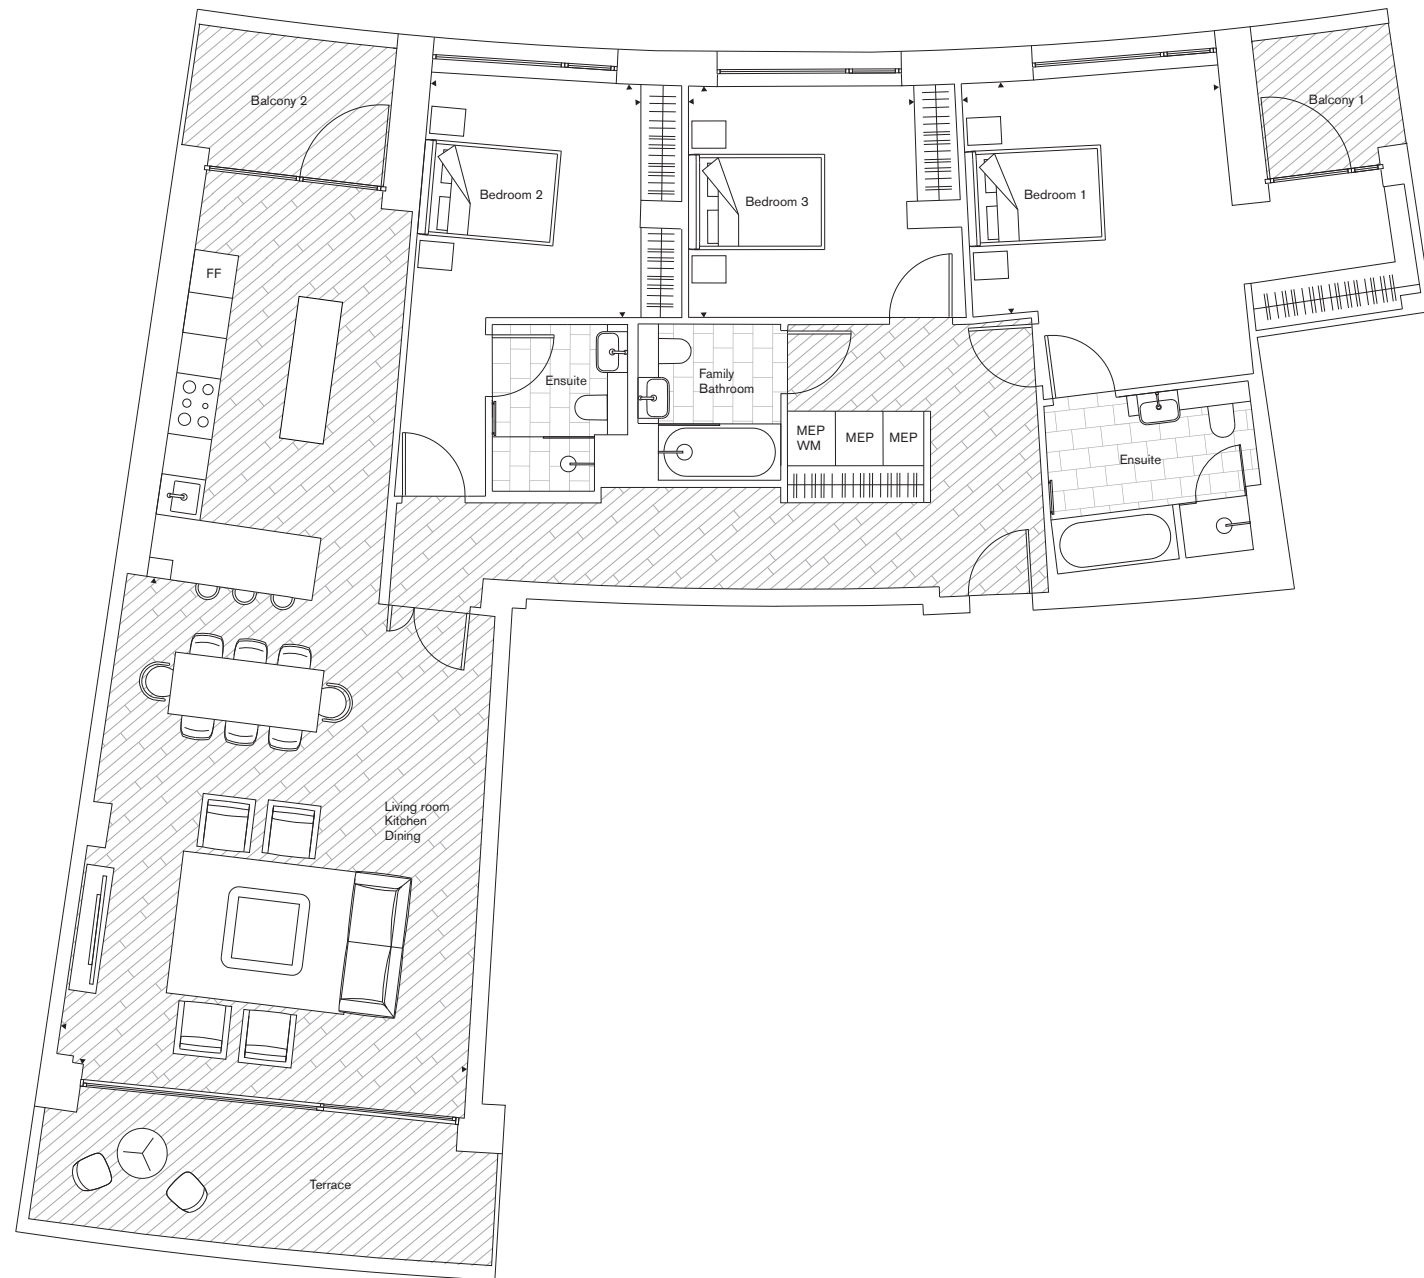 Balcony 2
Balcony 1
Bedroom 2
Bedroom 3
Bedroom 1
FF
Ensuite
Family
Bathroom
MEP
WM
MEP
MEP
Ensuite
Living room
Kitchen
Dining
Terrace